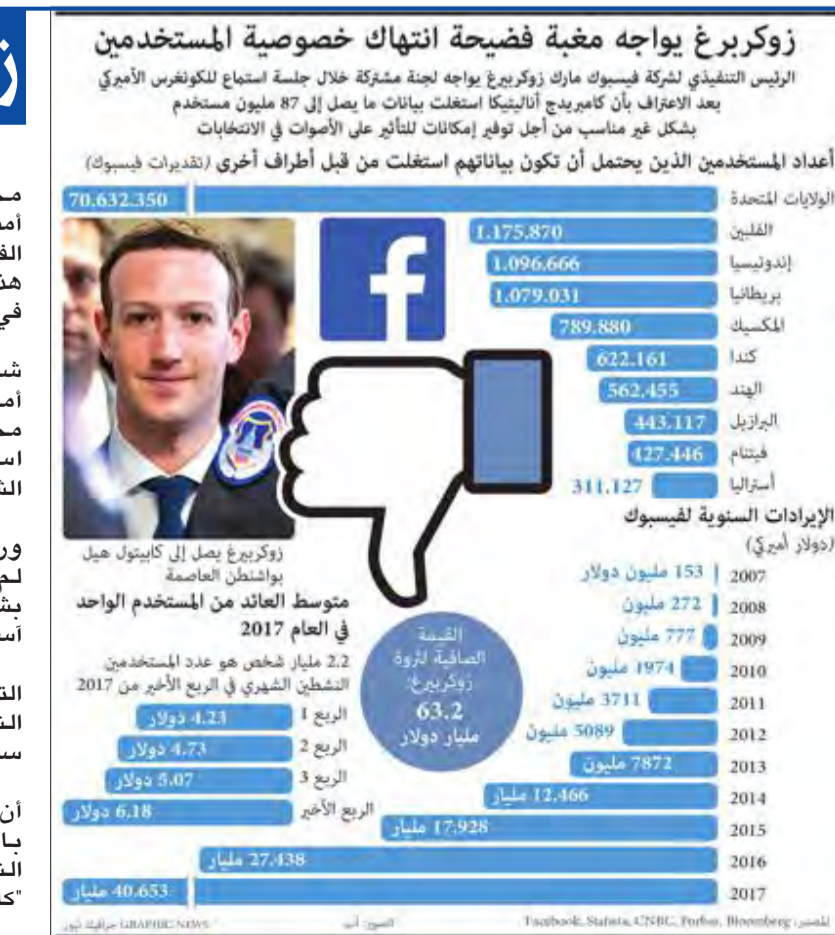 زوكربرغ يواجه مغبة فضيحة انتهاك خصوصية المستخدمين
الرئيس التنفيذي لشركة فيسبوك مارك زوكربيرغ يواجه لجنة مشتركة خلال جلسة استماع للكونغرس الأميركي
بعد الاعتراف بأن كامبريدج أناليتيكا استغلت بيانات ما يصل إلى 87 مليون مستخدم
بشكل غير مناسب من أجل توفير إمكانات للتأثير على الأصوات في الانتخابات
أعداد المستخدمين الذين يحتمل أن تكون بياناتهم استغلت من قبل أطراف أخرى (تقديرات فيسبوك)
الولايات المتحدة 70.632.350
الفلبين 1.175.870
إندونيسيا 1.096.666
بريطانيا 1.079.031
المكسيك 789.880
كندا 622.161
الهند 562.455
البرازيل 443.117
فيتنام 427.446
أستراليا 311.127
f
زوكربيرغ يصل إلى كابيتول هيل
بواشنطن العاصمة
الإيرادات السنوية لفيسبوك
(دولار أميركي)
2007 153 مليون دولار
2008 272 مليون
2009 777 مليون
2010 1974 مليون
2011 3711 مليون
2012 5089 مليون
2013 7872 مليون
2014 12.466 مليار
2015 17.928 مليار
2016 27.438 مليار
2017 40.653 مليار
القيمة
الصافية لثروة
زوكربيرغ:
63.2
مليار دولار
متوسط العائد من المستخدم الواحد
في العام 2017
2.2 مليار شخص هو عدد المستخدمين
النشطين الشهري في الربع الأخير من 2017
الربع 1 4.23 دولار
الربع 2 4.73 دولار
الربع 3 5.07 دولار
الربع الأخير 6.18 دولار
المصدر: Facebook, Statista, CNBC, Forbes, Bloomberg
GRAPHIC NEWS جرافيك نيوز